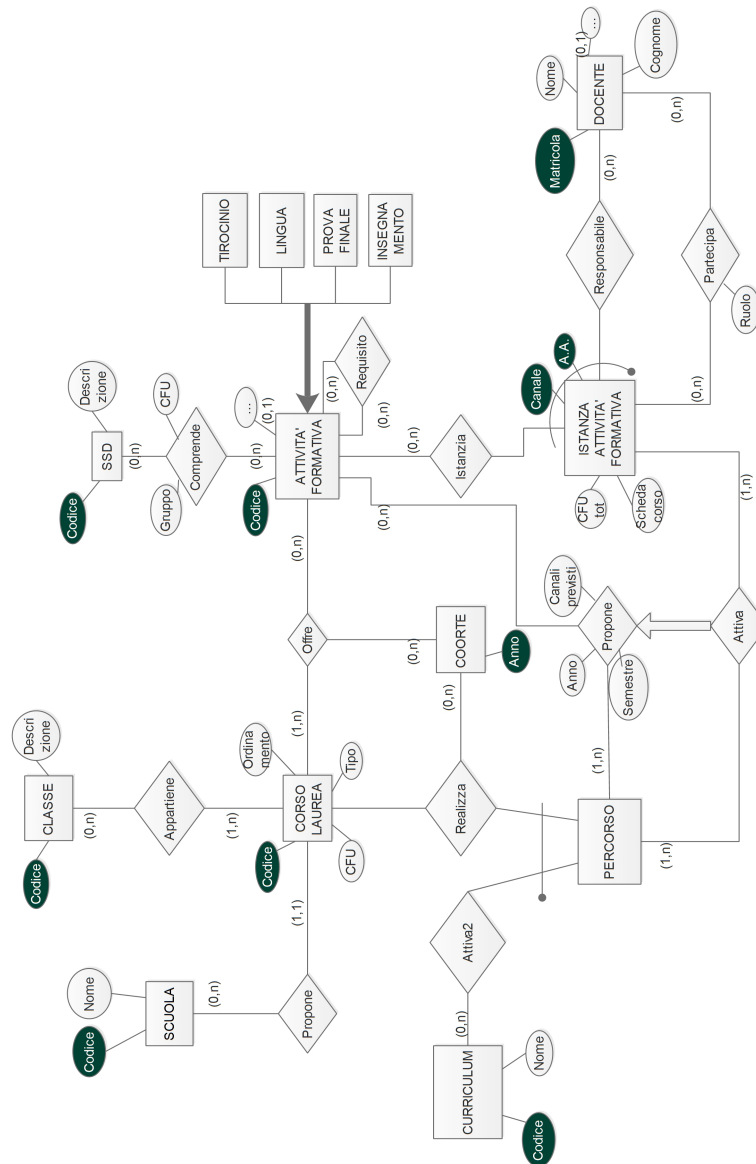 Codice
Nome
SCUOLA
(0,n)
Propone
(1,1)
Codice
Descri
zione
CLASSE
(0,n)
Appartiene
(1,n)
Codice
Ordina
mento
CORSO
LAUREA
CFU
Tipo
(1,n)
Offre
(0,n)
Codice
Descri
zione
SSD
(0,n)
Gruppo
CFU
Comprende
(0,n)
Codice
...
(0,1)
ATTIVITA'
FORMATIVA
(0,n)
(0,n)
Requisito
TIROCINIO
LINGUA
PROVA
FINALE
INSEGNA
MENTO
CURRICULUM
Codice
Nome
(0,n)
Attiva2
Realizza
(0,n)
COORTE
Anno
(0,n)
(0,n)
(0,n)
Istanzia
PERCORSO
(1,n)
(1,n)
Anno
Semestre
Canali
previsti
Propone
Attiva
(1,n)
Canale
A.A.
CFU
tot
Scheda
corso
ISTANZA
ATTIVITA'
FORMATIVA
(0,n)
Responsabile
(0,n)
Partecipa
Ruolo
(0,n)
Matricola
Nome
(0,1)
...
DOCENTE
Cognome